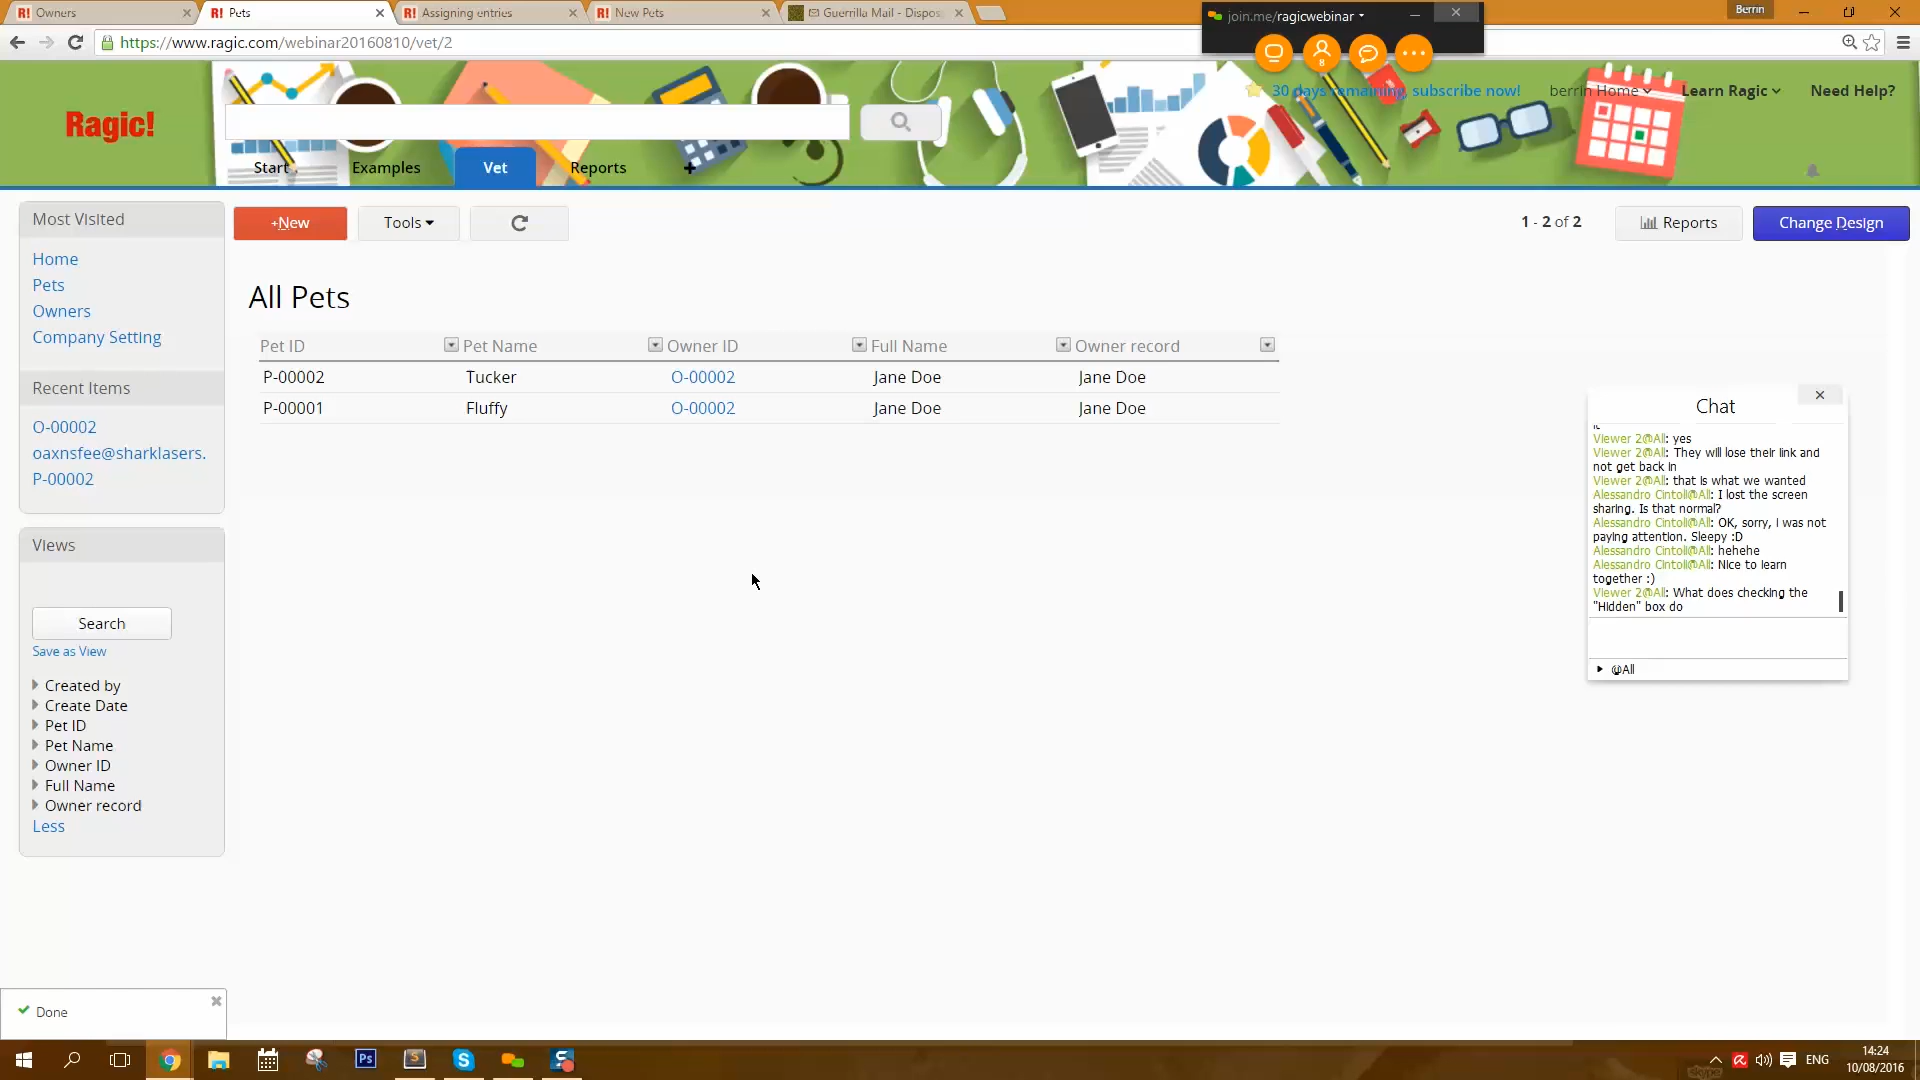 Owners
Pets
Assigning entries
New Pets
Guerrilla Mail - Dispos
join.me/ragicwebinar
Berrin
https://www.ragic.com/webinar20160810/vet/2
8
Ragic!
30 days remaining, subscribe now!
berrin Home
Learn Ragic
Need Help?
Start
Examples
Vet
Reports
+
Most Visited
Home
Pets
Owners
Company Setting
Recent Items
O-00002
oaxnsfee@sharklasers.
P-00002
Views
Search
Save as View
Created by
Create Date
Pet ID
Pet Name
Owner ID
Full Name
Owner record
Less
+New
Tools
1 - 2 of 2
Reports
Change Design
All Pets
Pet ID Pet Name Owner ID Full Name Owner record
P-00002 Tucker O-00002 Jane Doe Jane Doe
P-00001 Fluffy O-00002 Jane Doe Jane Doe
Chat
Viewer 2@All: yes
Viewer 2@All: They will lose their link and
not get back in
Viewer 2@All: that is what we wanted
Alessandro Cintoli@All: I lost the screen
sharing. Is that normal?
Alessandro Cintoli@All: OK, sorry, I was not
paying attention. Sleepy :D
Alessandro Cintoli@All: hehehe
Alessandro Cintoli@All: Nice to learn
together :)
Viewer 2@All: What does checking the
"Hidden" box do
@All
Done
Ps
S
ENG
14:24
10/08/2016